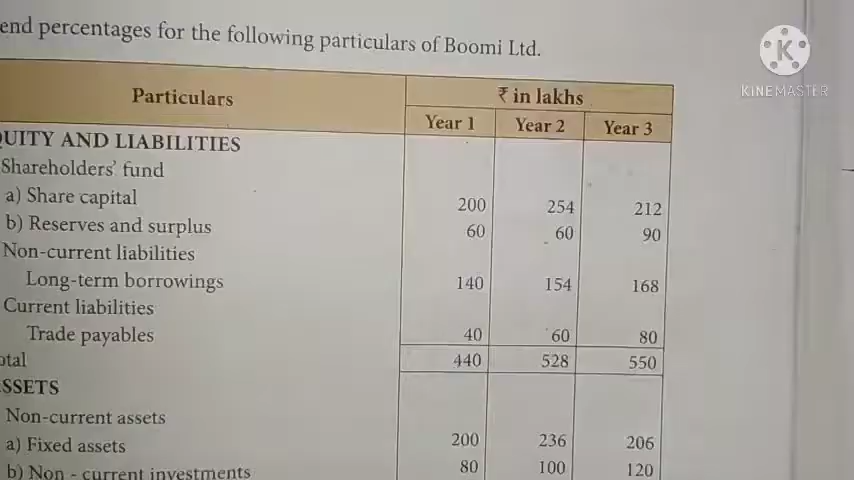 end percentages for the following particulars of Boomi Ltd.
K
KINEMASTER
Particulars
₹ in lakhs
Year 1 Year 2 Year 3
QUITY AND LIABILITIES
Shareholders' fund
a) Share capital 200 254 212
b) Reserves and surplus 60 60 90
Non-current liabilities
Long-term borrowings 140 154 168
Current liabilities
Trade payables 40 60 80
otal 440 528 550
SSETS
Non-current assets
a) Fixed assets 200 236 206
b) Non - current investments 80 100 120